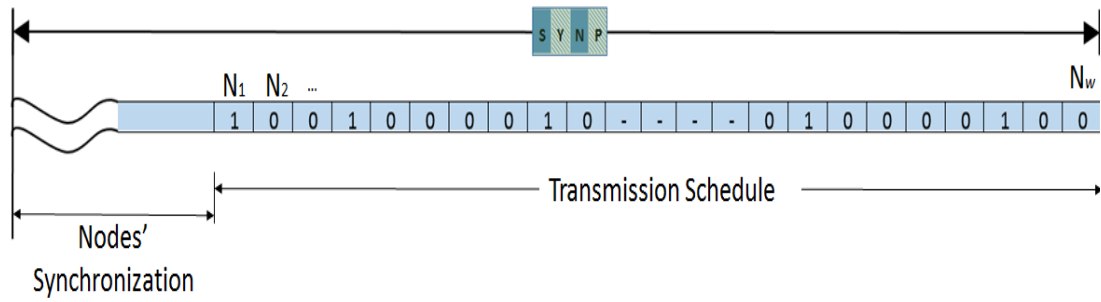 SYNP
N1 N2 ... Nw
1 0 0 1 0 0 0 0 1 0 - - - - 0 1 0 0 0 0 1 0 0
Transmission Schedule
Nodes’
Synchronization